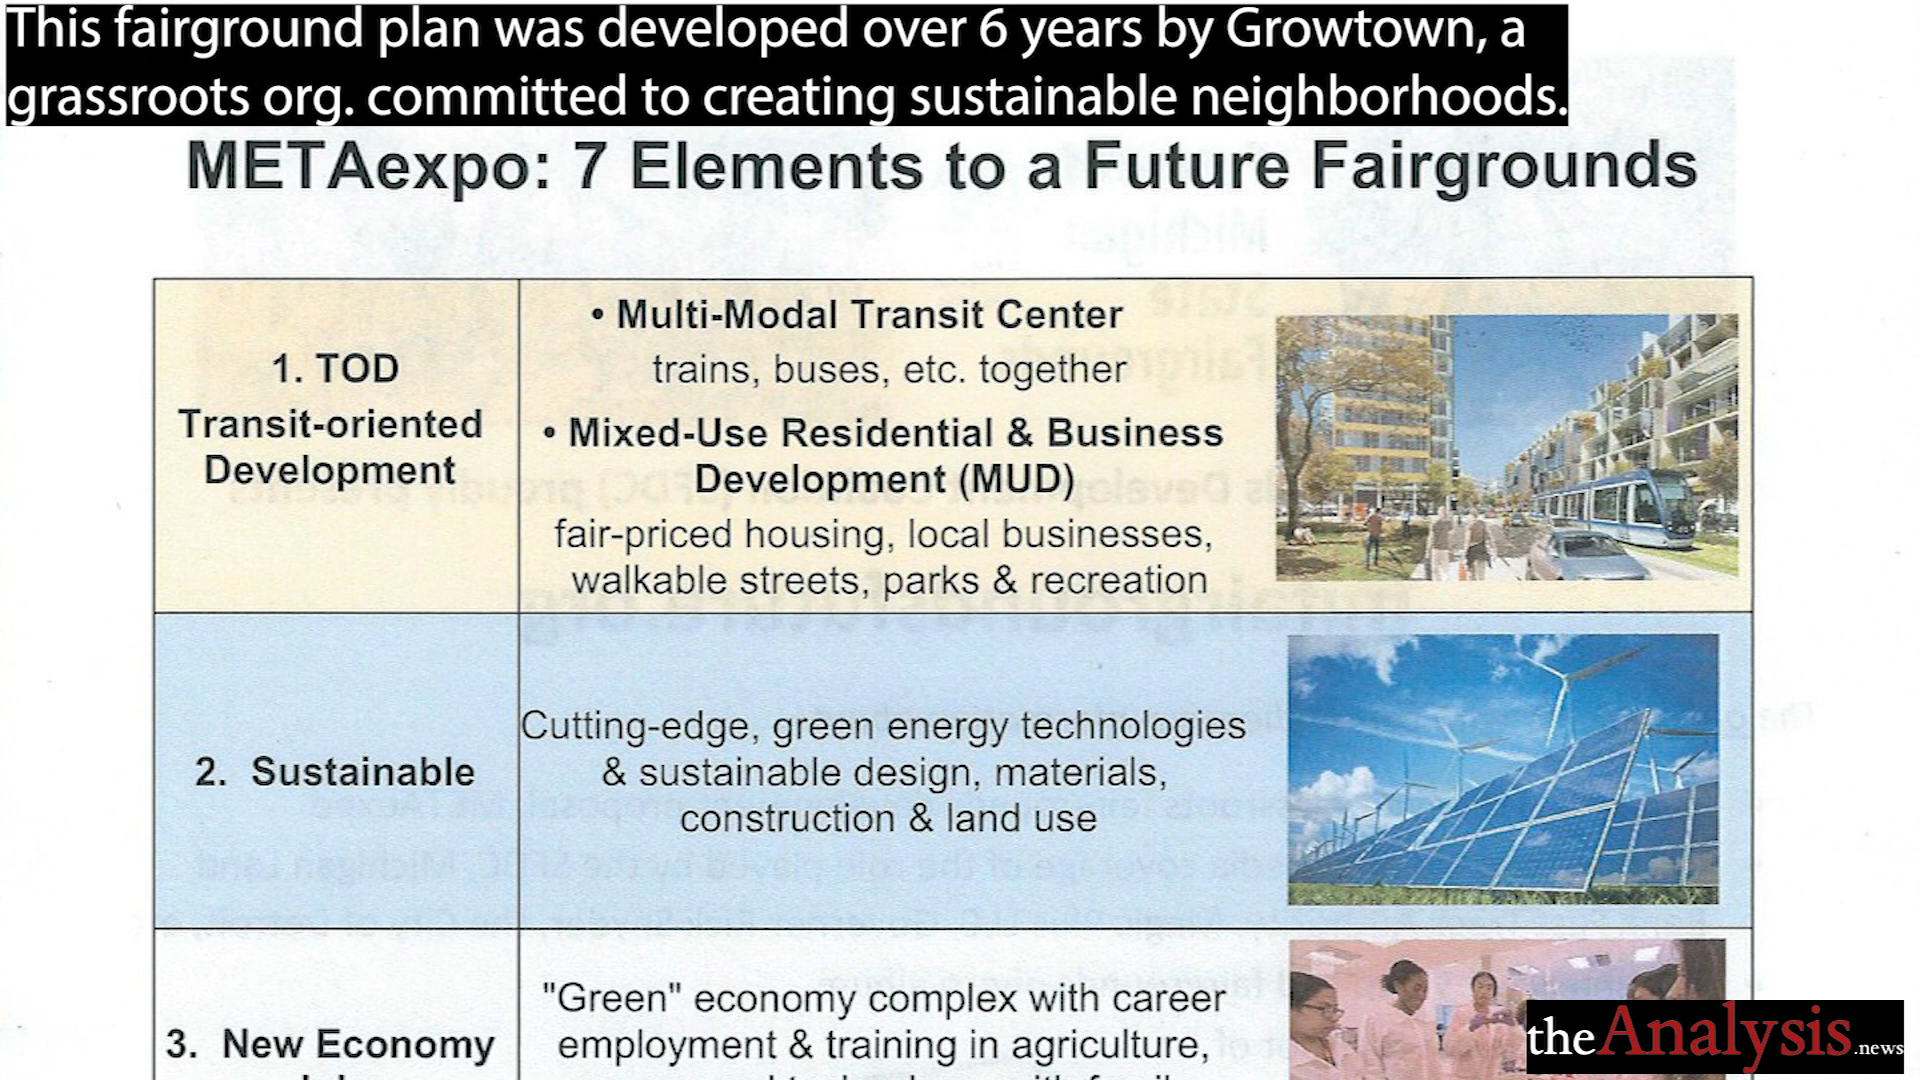 This fairground plan was developed over 6 years by Growtown, a
grassroots org. committed to creating sustainable neighborhoods.
METAexpo: 7 Elements to a Future Fairgrounds
1. TOD
Transit-oriented
Development
• Multi-Modal Transit Center
trains, buses, etc. together
• Mixed-Use Residential & Business
Development (MUD)
fair-priced housing, local businesses,
walkable streets, parks & recreation
2. Sustainable
Cutting-edge, green energy technologies
& sustainable design, materials,
construction & land use
3. New Economy
"Green" economy complex with career
employment & training in agriculture,
theAnalysis.news